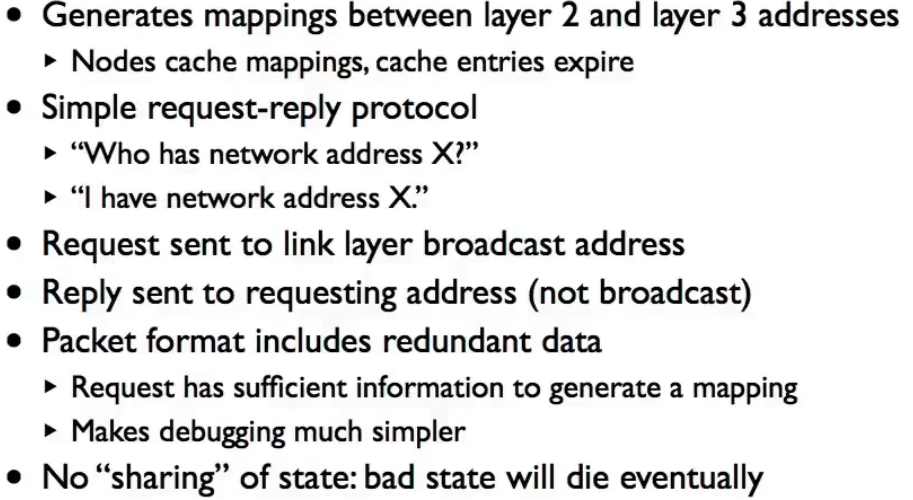 • Generates mappings between layer 2 and layer 3 addresses
‣ Nodes cache mappings, cache entries expire
• Simple request-reply protocol
‣ “Who has network address X?”
‣ “I have network address X.”
• Request sent to link layer broadcast address
• Reply sent to requesting address (not broadcast)
• Packet format includes redundant data
‣ Request has sufficient information to generate a mapping
‣ Makes debugging much simpler
• No “sharing” of state: bad state will die eventually